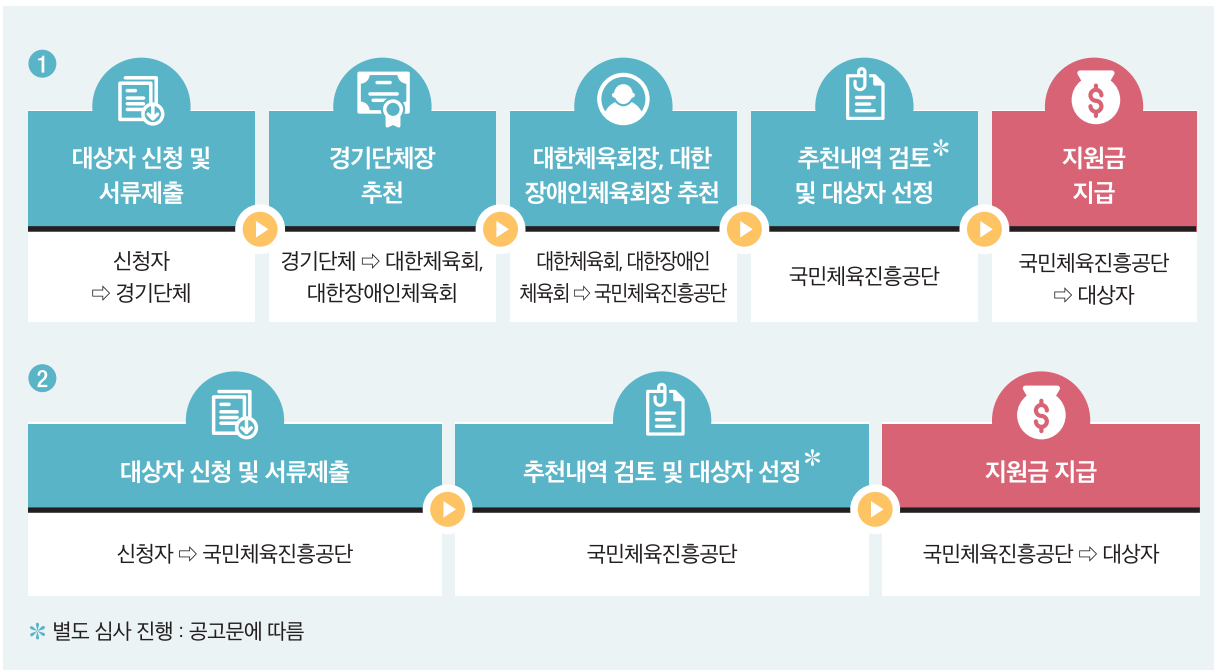 1
대상자 신청 및
서류제출
신청자
⇨ 경기단체
경기단체장
추천
경기단체 ⇨ 대한체육회,
대한장애인체육회
대한체육회장, 대한
장애인체육회장 추천
대한체육회, 대한장애인
체육회 ⇨ 국민체육진흥공단
추천내역 검토*
및 대상자 선정
국민체육진흥공단
지원금
지급
국민체육진흥공단
⇨ 대상자
2
대상자 신청 및 서류제출
신청자 ⇨ 국민체육진흥공단
추천내역 검토 및 대상자 선정*
국민체육진흥공단
지원금 지급
국민체육진흥공단 ⇨ 대상자
* 별도 심사 진행 : 공고문에 따름